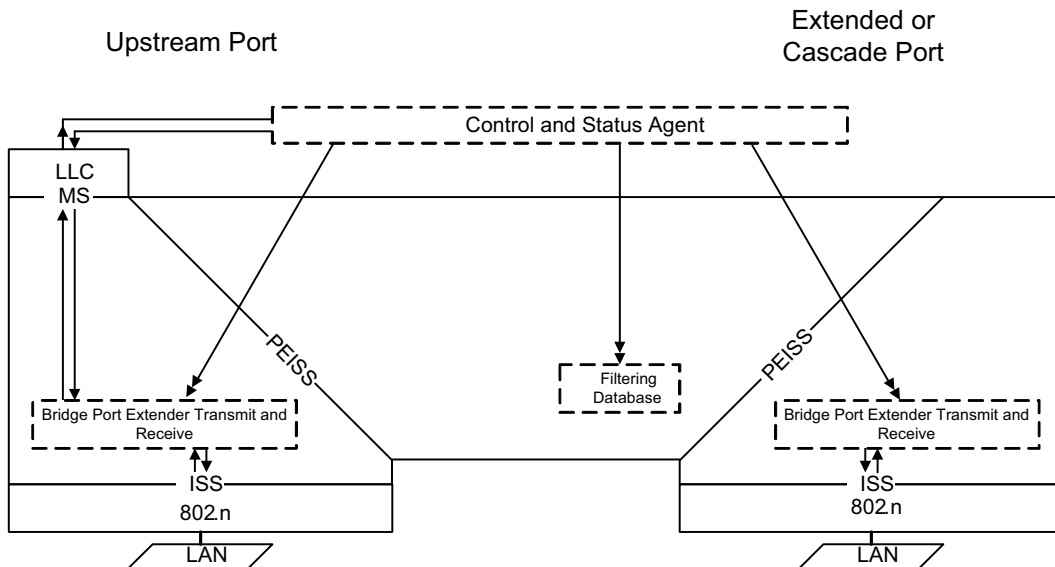 Upstream Port
Extended or
Cascade Port
Control and Status Agent
LLC
MS
PEISS
PEISS
Filtering
Database
Bridge Port Extender Transmit and
Receive
Bridge Port Extender Transmit and
Receive
ISS
802.n
LAN
ISS
802.n
LAN